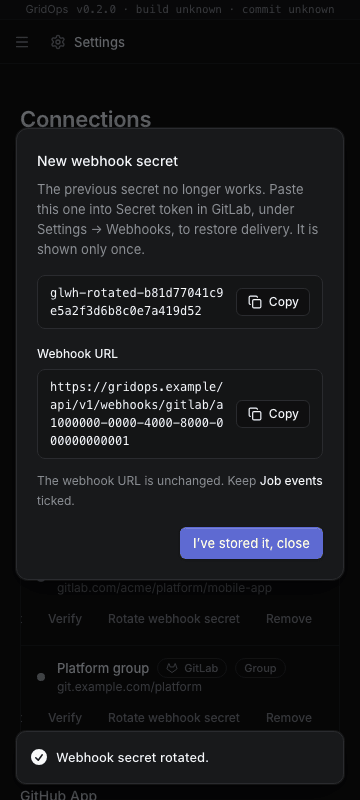 GridOps v0.2.0 · build unknown · commit unknown
Settings
Connections
New webhook secret
The previous secret no longer works. Paste
this one into Secret token in GitLab, under
Settings → Webhooks, to restore delivery. It is
shown only once.
glwh-rotated-b81d77041c9
e5a2f3d6b8c0e7a419d52
Copy
Webhook URL
https://gridops.example/
api/v1/webhooks/gitlab/a
1000000-0000-4000-8000-0
00000000001
Copy
The webhook URL is unchanged. Keep Job events
ticked.
I've stored it, close
gitlab.com/acme/platform/mobile-app
Verify Rotate webhook secret Remove
Platform group GitLab Group
git.example.com/platform
Verify Rotate webhook secret Remove
Webhook secret rotated.
GitHub App